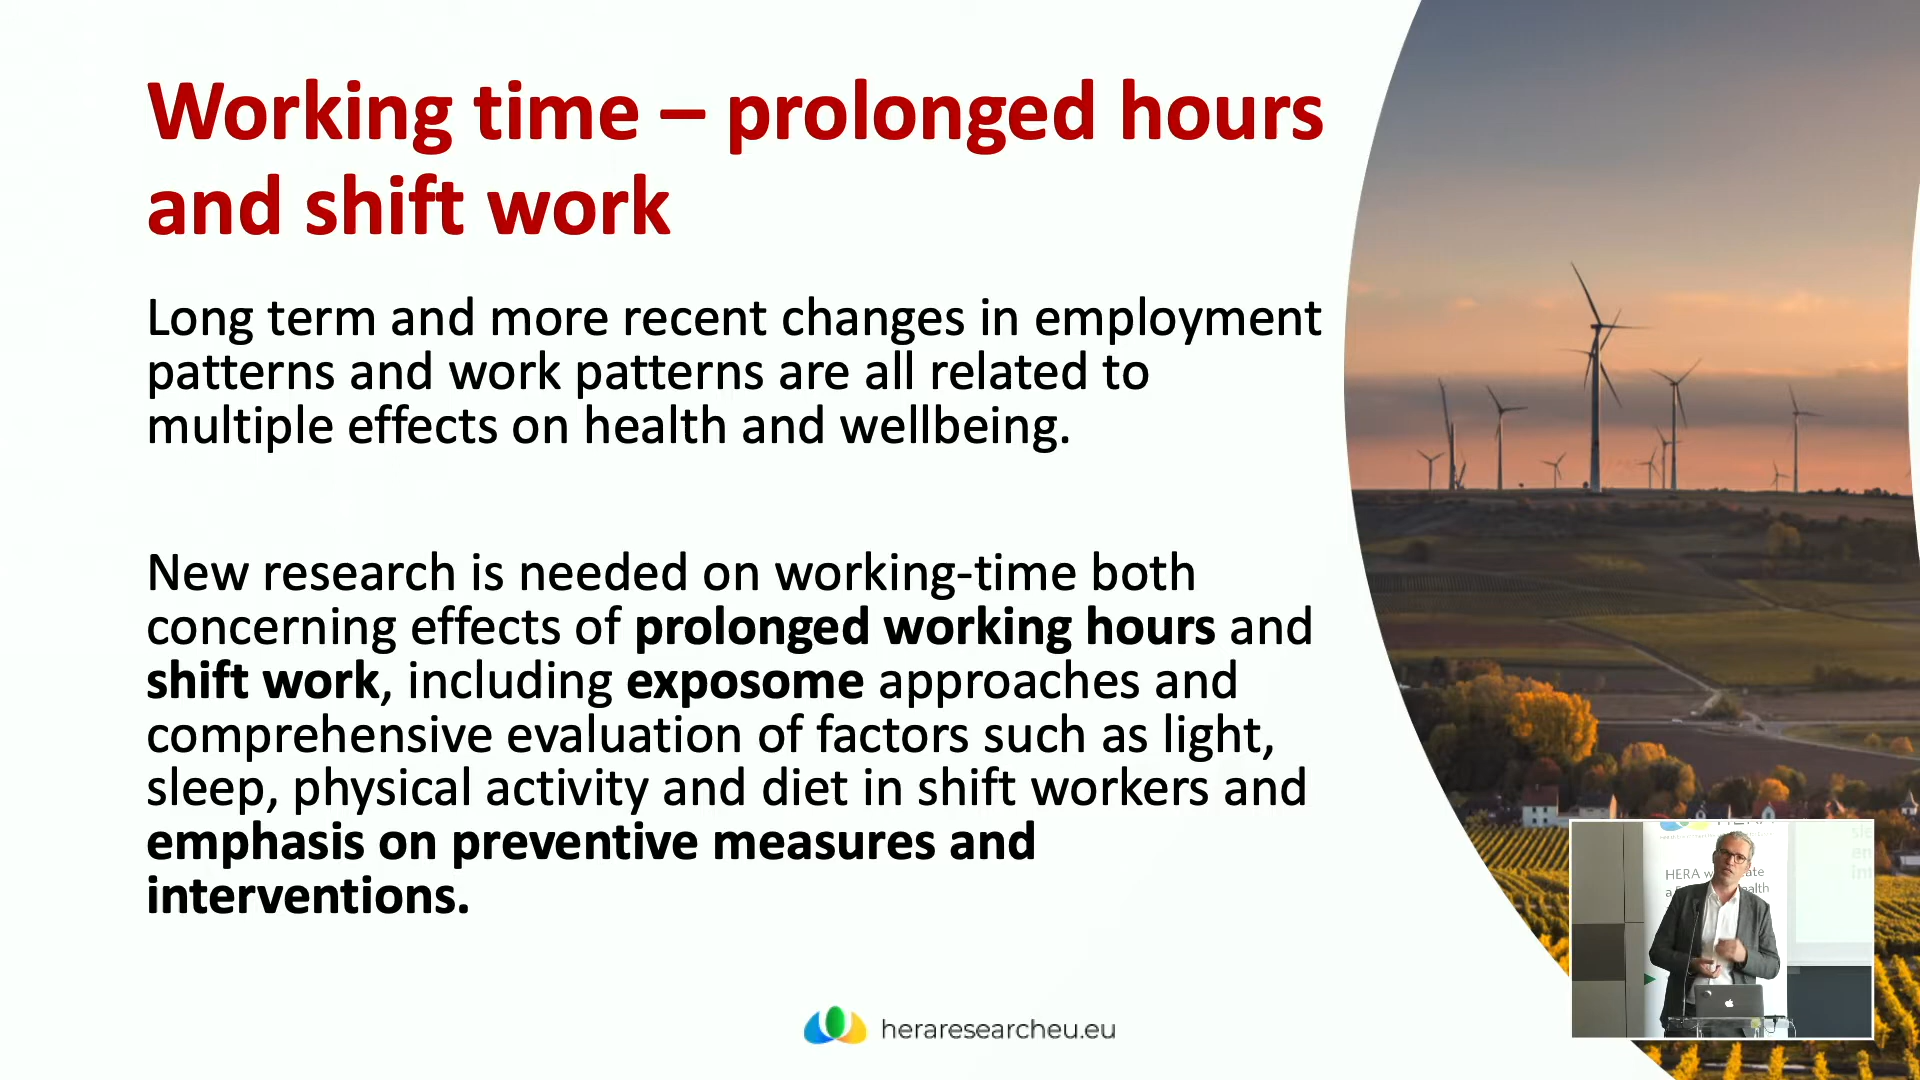 Working time – prolonged hours
and shift work
Long term and more recent changes in employment
patterns and work patterns are all related to
multiple effects on health and wellbeing.
New research is needed on working-time both
concerning effects of prolonged working hours and
shift work, including exposome approaches and
comprehensive evaluation of factors such as light,
sleep, physical activity and diet in shift workers and
emphasis on preventive measures and
interventions.
heraresearcheu.eu
HERA